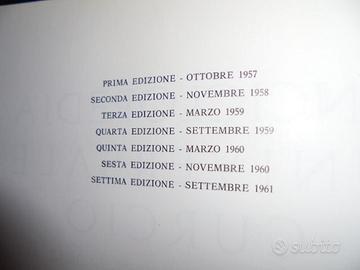 PRIMA EDIZIONE - OTTOBRE 1957
SECONDA EDIZIONE - NOVEMBRE 1958
TERZA EDIZIONE - MARZO 1959
QUARTA EDIZIONE - SETTEMBRE 1959
QUINTA EDIZIONE - MARZO 1960
SESTA EDIZIONE - NOVEMBRE 1960
SETTIMA EDIZIONE - SETTEMBRE 1961
subito